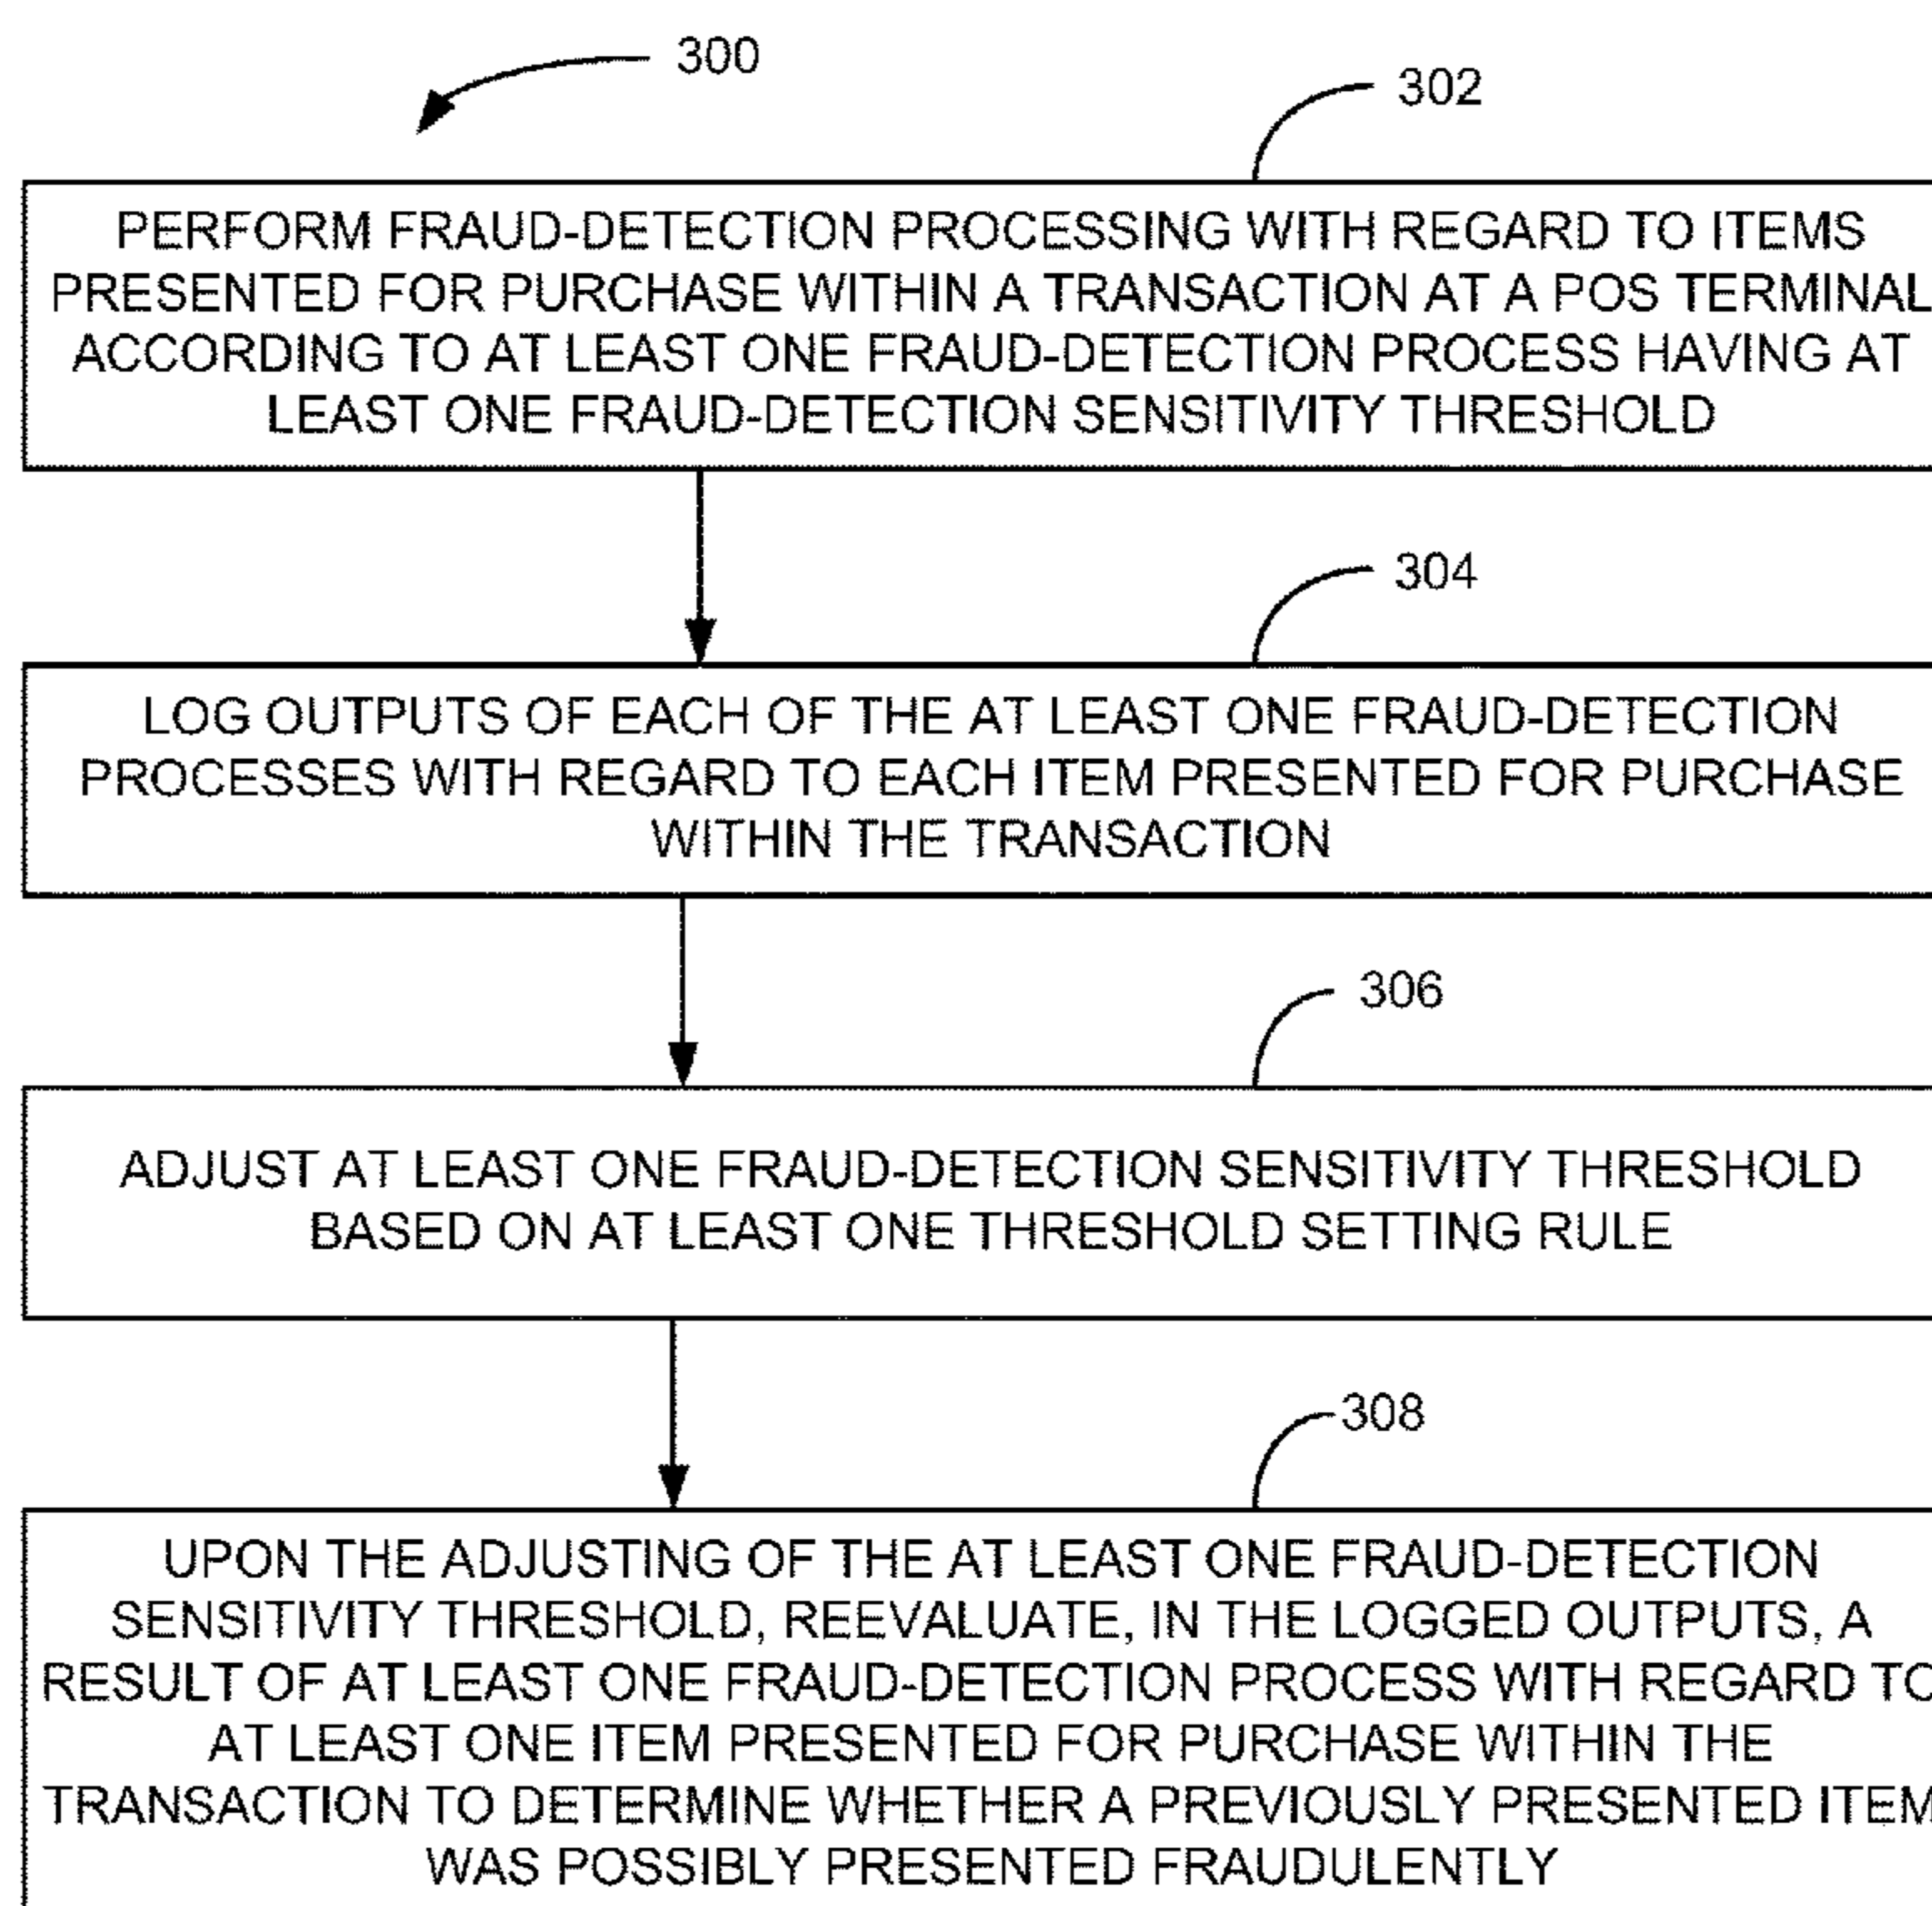 300
302
PERFORM FRAUD-DETECTION PROCESSING WITH REGARD TO ITEMS
PRESENTED FOR PURCHASE WITHIN A TRANSACTION AT A POS TERMINAL
ACCORDING TO AT LEAST ONE FRAUD-DETECTION PROCESS HAVING AT
LEAST ONE FRAUD-DETECTION SENSITIVITY THRESHOLD
304
LOG OUTPUTS OF EACH OF THE AT LEAST ONE FRAUD-DETECTION
PROCESSES WITH REGARD TO EACH ITEM PRESENTED FOR PURCHASE
WITHIN THE TRANSACTION
306
ADJUST AT LEAST ONE FRAUD-DETECTION SENSITIVITY THRESHOLD
BASED ON AT LEAST ONE THRESHOLD SETTING RULE
308
UPON THE ADJUSTING OF THE AT LEAST ONE FRAUD-DETECTION
SENSITIVITY THRESHOLD, REEVALUATE, IN THE LOGGED OUTPUTS, A
RESULT OF AT LEAST ONE FRAUD-DETECTION PROCESS WITH REGARD TO
AT LEAST ONE ITEM PRESENTED FOR PURCHASE WITHIN THE
TRANSACTION TO DETERMINE WHETHER A PREVIOUSLY PRESENTED ITEM
WAS POSSIBLY PRESENTED FRAUDULENTLY